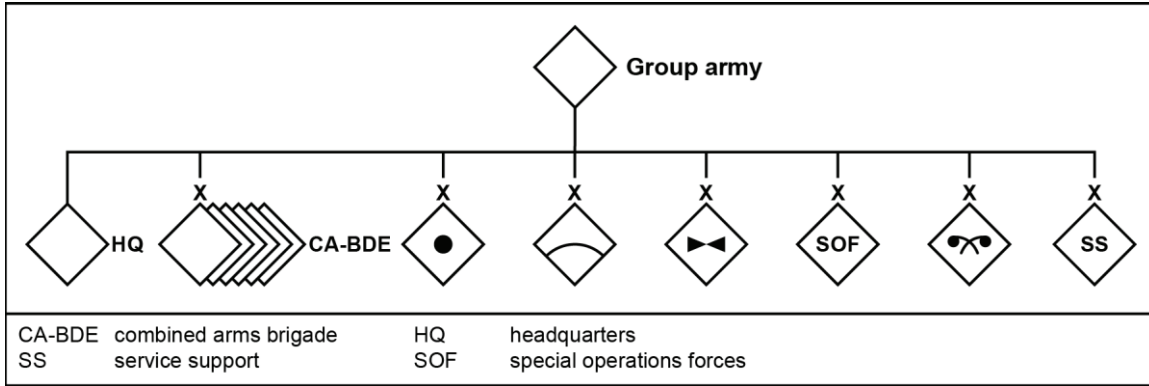 Group army
X X X X X X X
HQ CA-BDE SOF SS
CA-BDE combined arms brigade HQ headquarters
SS service support SOF special operations forces